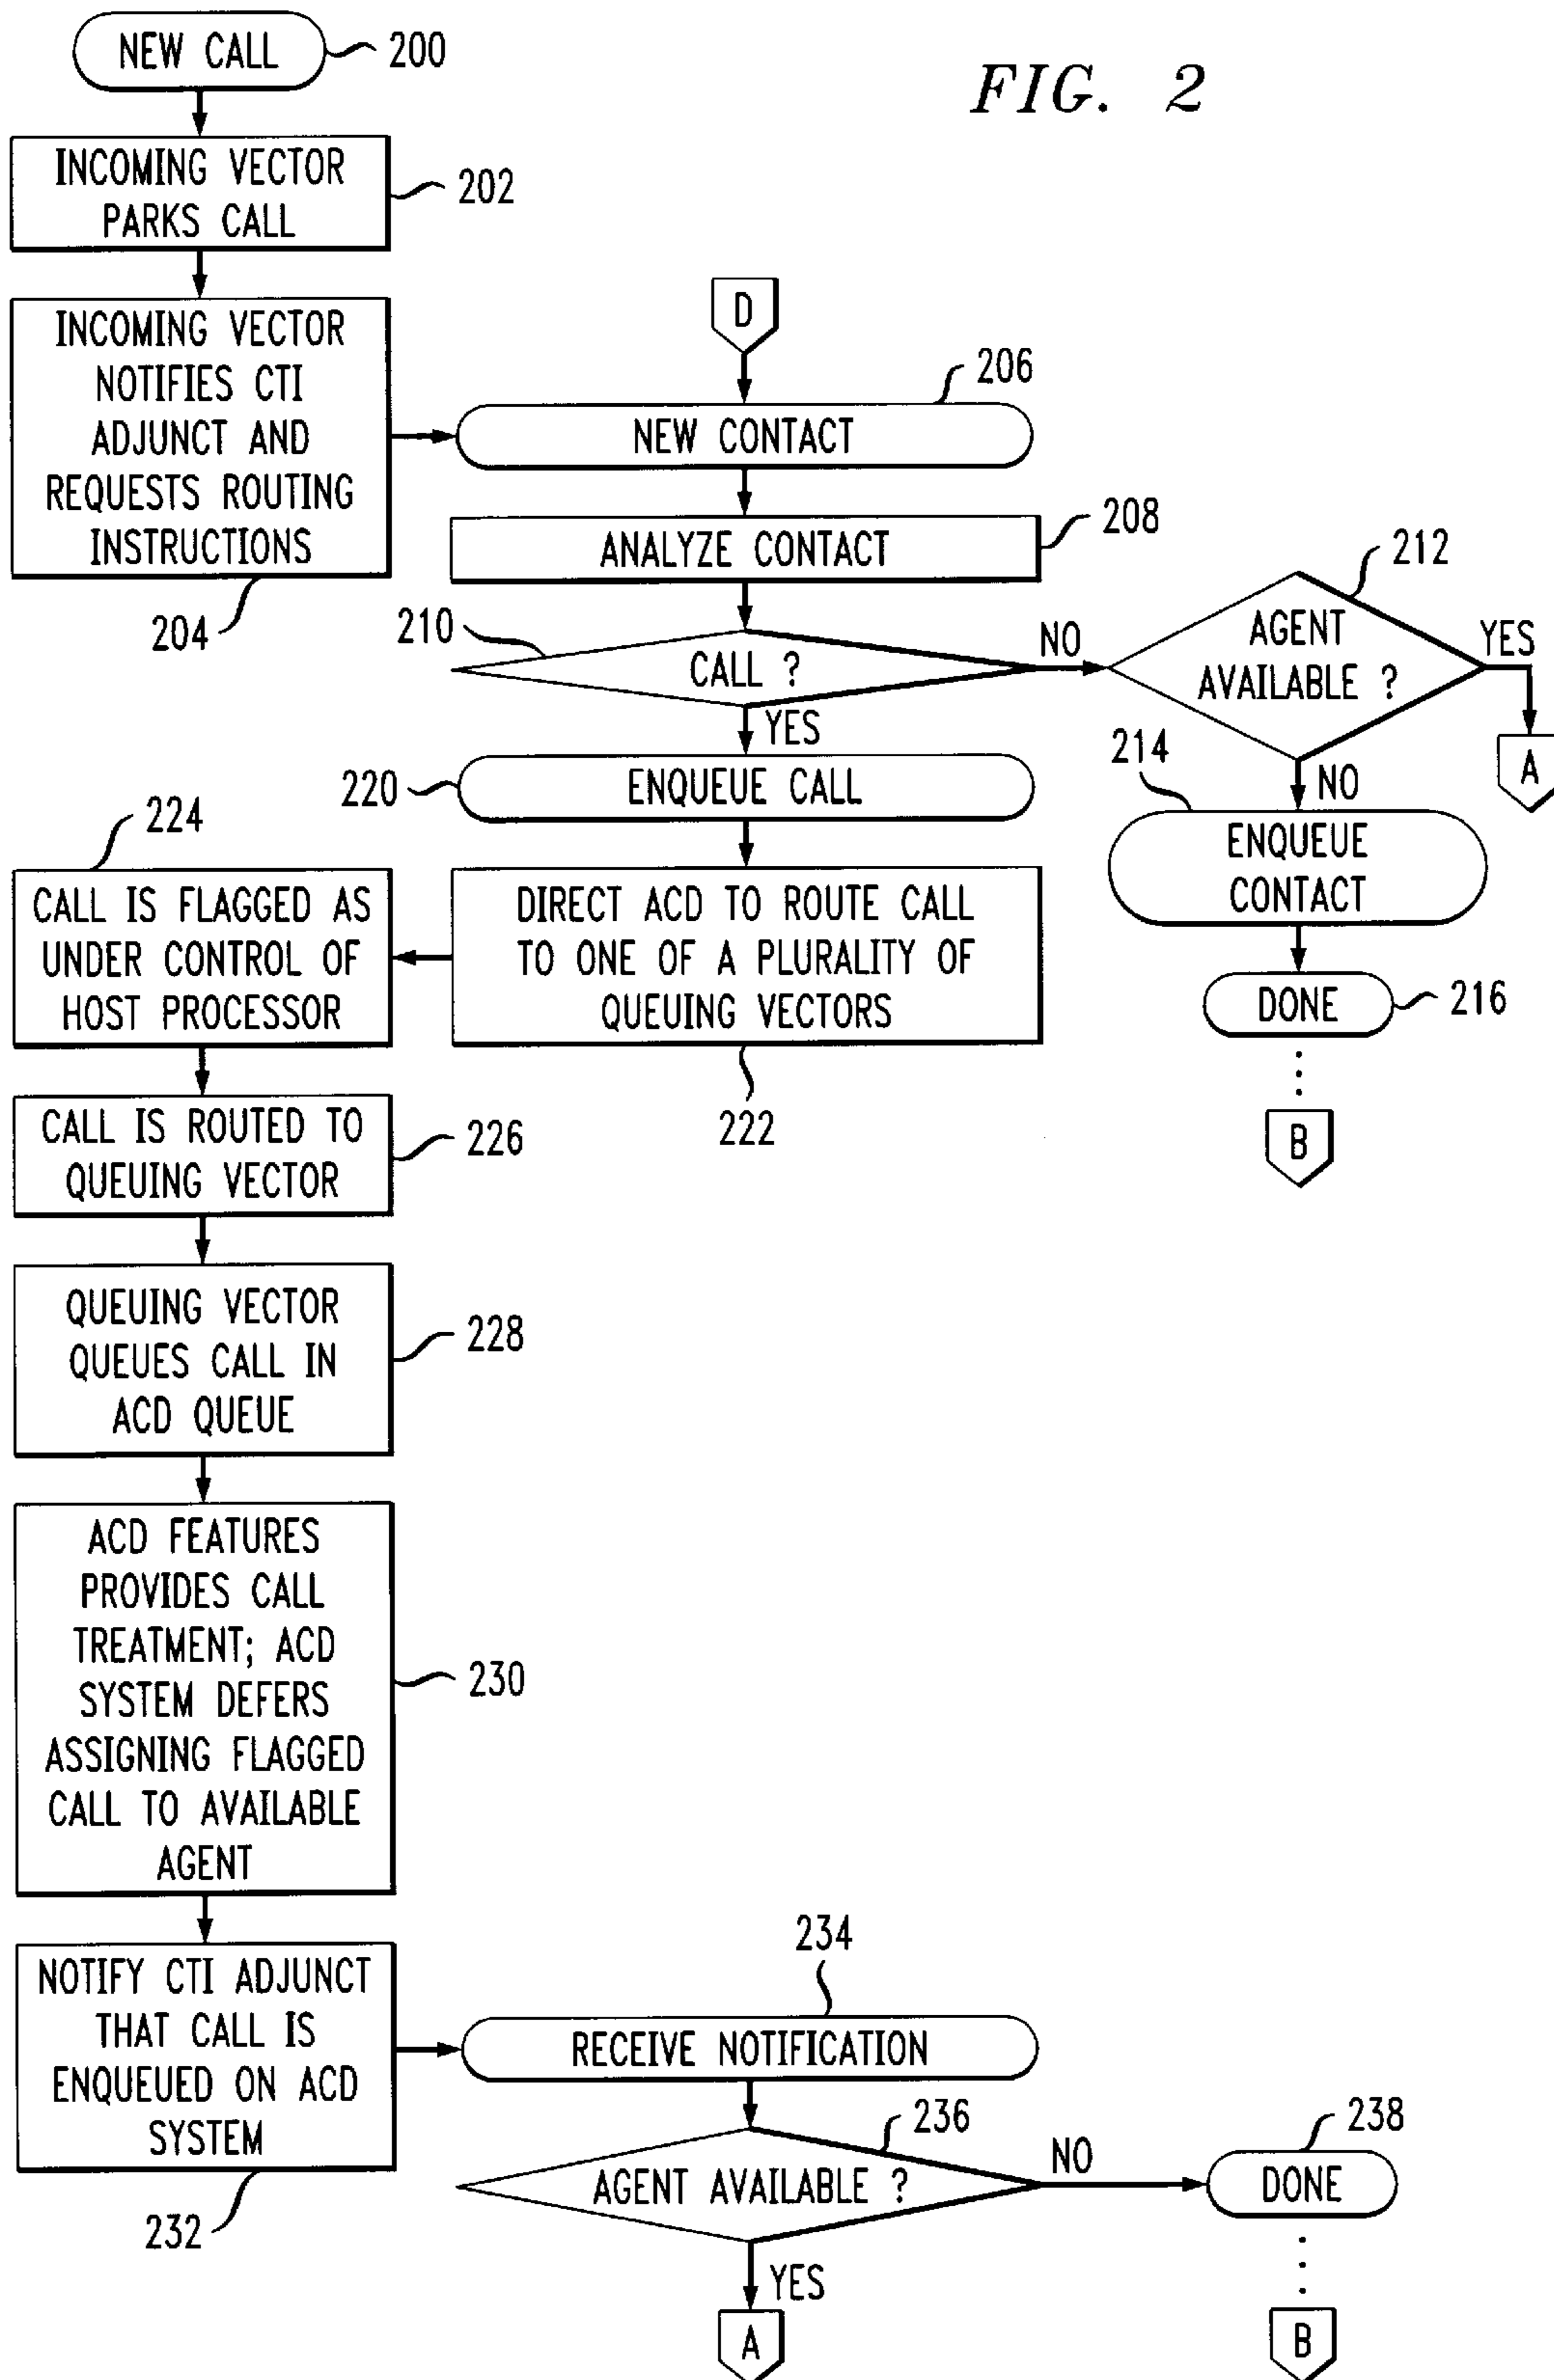 FIG. 2
NEW CALL
200
INCOMING VECTOR
PARKS CALL
202
INCOMING VECTOR
NOTIFIES CTI
ADJUNCT AND
REQUESTS ROUTING
INSTRUCTIONS
204
D
206
NEW CONTACT
208
ANALYZE CONTACT
210
CALL ?
NO
YES
212
AGENT
AVAILABLE ?
YES
A
NO
214
ENQUEUE
CONTACT
DONE
216
B
220
ENQUEUE CALL
DIRECT ACD TO ROUTE CALL
TO ONE OF A PLURALITY OF
QUEUING VECTORS
222
224
CALL IS FLAGGED AS
UNDER CONTROL OF
HOST PROCESSOR
CALL IS ROUTED TO
QUEUING VECTOR
226
QUEUING VECTOR
QUEUES CALL IN
ACD QUEUE
228
ACD FEATURES
PROVIDES CALL
TREATMENT; ACD
SYSTEM DEFERS
ASSIGNING FLAGGED
CALL TO AVAILABLE
AGENT
230
NOTIFY CTI ADJUNCT
THAT CALL IS
ENQUEUED ON ACD
SYSTEM
232
234
RECEIVE NOTIFICATION
236
AGENT AVAILABLE ?
NO
238
DONE
YES
A
B